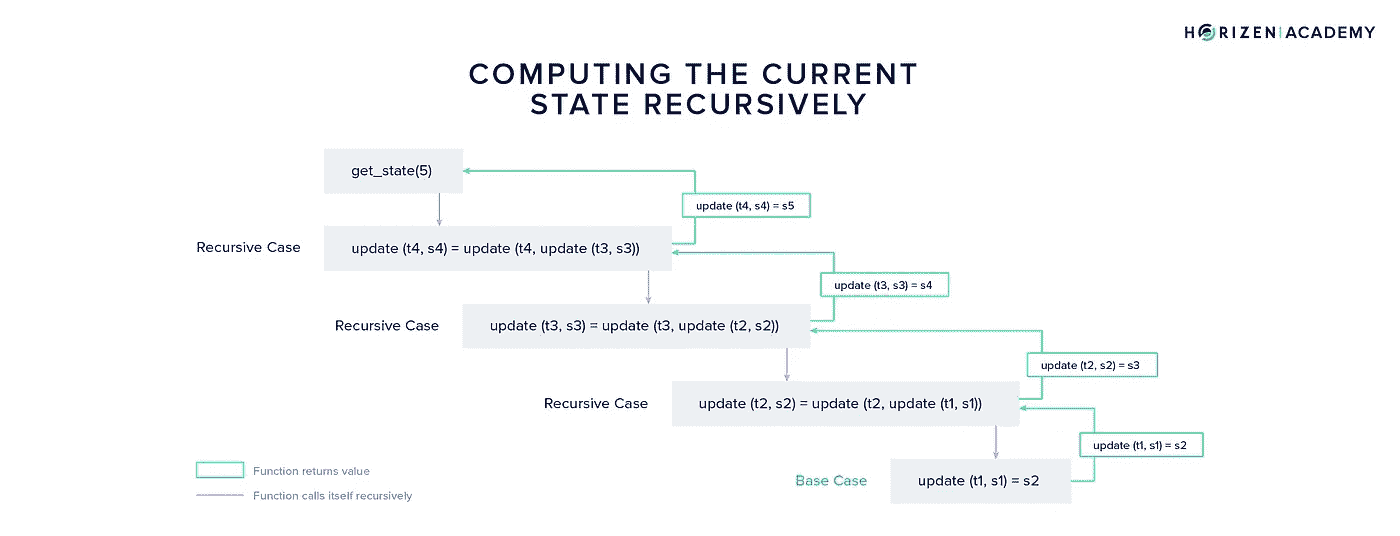 HORIZEN ACADEMY
COMPUTING THE CURRENT
STATE RECURSIVELY
get_state(5)
update (t4, s4) = s5
Recursive Case
update (t4, s4) = update (t4, update (t3, s3))
update (t3, s3) = s4
Recursive Case
update (t3, s3) = update (t3, update (t2, s2))
update (t2, s2) = s3
Recursive Case
update (t2, s2) = update (t2, update (t1, s1))
update (t1, s1) = s2
Base Case
update (t1, s1) = s2
Function returns value
Function calls itself recursively